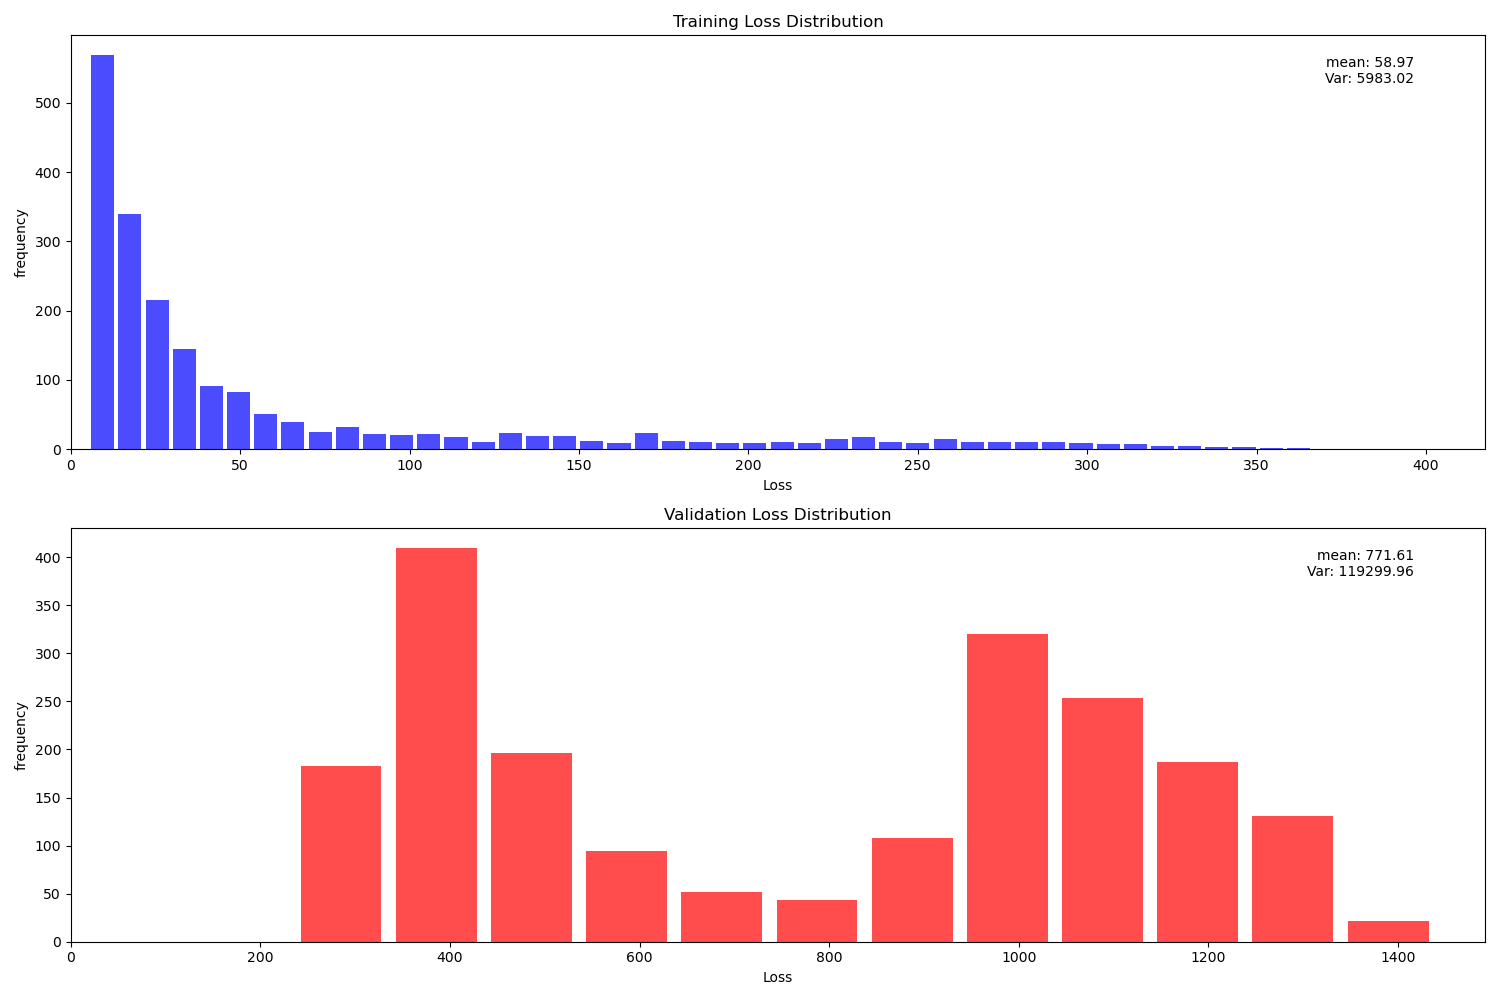 Training Loss Distribution
mean: 58.97
Var: 5983.02
frequency
500
400
300
200
100
0
0 50 100 150 200 250 300 350 400
Loss
Validation Loss Distribution
mean: 771.61
Var: 119299.96
frequency
400
350
300
250
200
150
100
50
0
0 200 400 600 800 1000 1200 1400
Loss